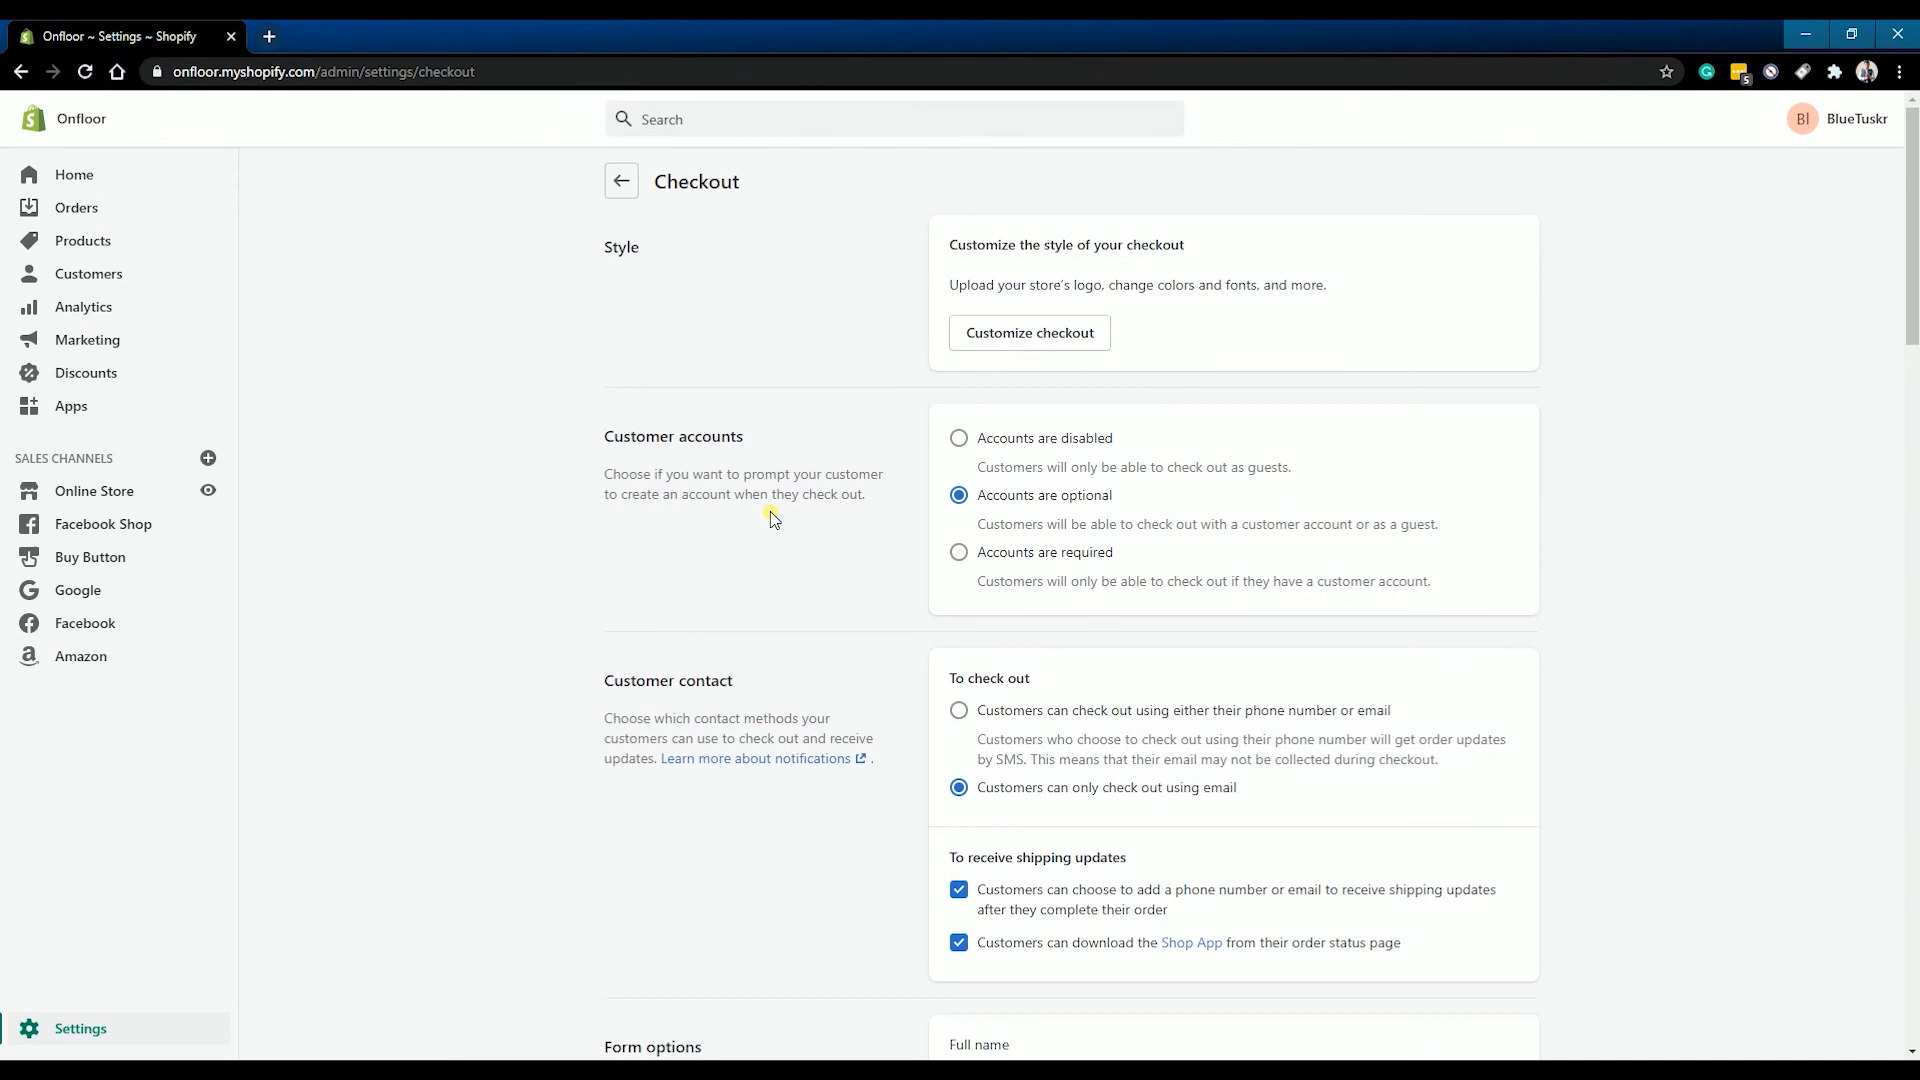 Onfloor ~ Settings ~ Shopify
onfloor.myshopify.com/admin/settings/checkout
5
Onfloor
Search
Bl
BlueTuskr
Home
Orders
Products
Customers
Analytics
Marketing
Discounts
Apps
SALES CHANNELS
Online Store
Facebook Shop
Buy Button
Google
Facebook
Amazon
Settings
Checkout
Style
Customize the style of your checkout
Upload your store's logo, change colors and fonts, and more.
Customize checkout
Customer accounts
Choose if you want to prompt your customer
to create an account when they check out.
Accounts are disabled
Customers will only be able to check out as guests.
Accounts are optional
Customers will be able to check out with a customer account or as a guest.
Accounts are required
Customers will only be able to check out if they have a customer account.
Customer contact
Choose which contact methods your
customers can use to check out and receive
updates. Learn more about notifications .
To check out
Customers can check out using either their phone number or email
Customers who choose to check out using their phone number will get order updates
by SMS. This means that their email may not be collected during checkout.
Customers can only check out using email
To receive shipping updates
Customers can choose to add a phone number or email to receive shipping updates
after they complete their order
Customers can download the Shop App from their order status page
Form options
Full name